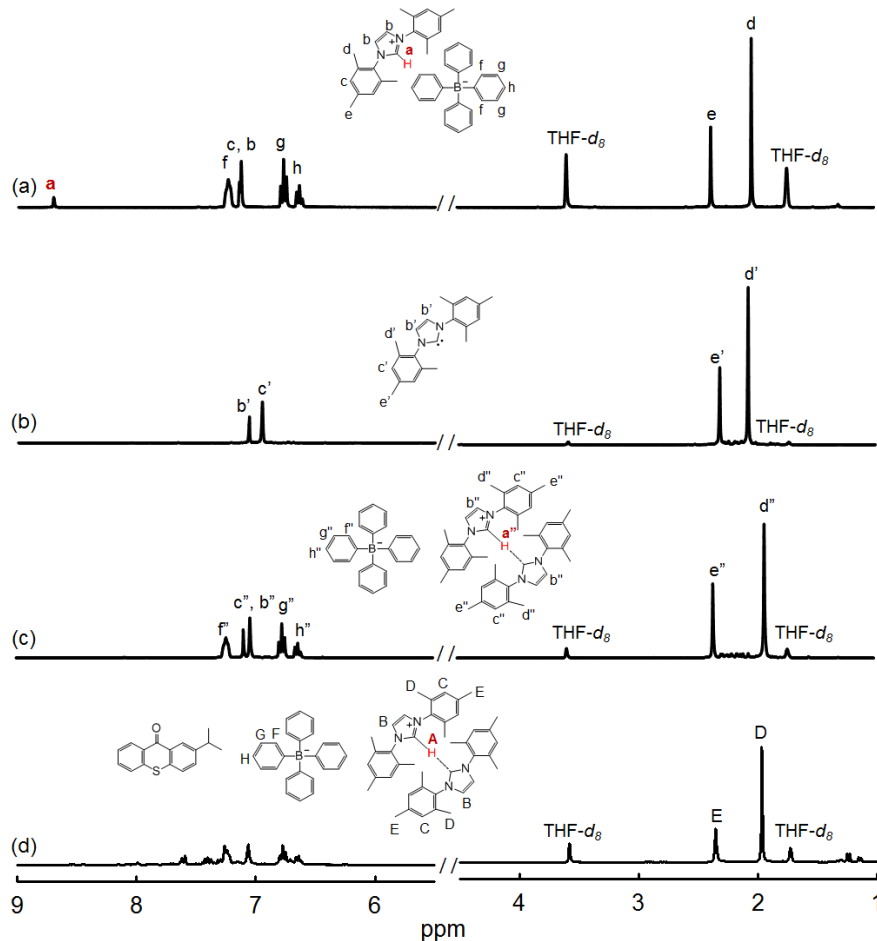 b
b
N
+
N
d
a
H
c
e
f
g
B
−
h
f
g
d
e
c, b
g
f
h
THF-d8
THF-d8
a
(a)
//
b'
b'
N
N
d'
c'
e'
d'
e'
c'
b'
THF-d8
THF-d8
(b)
//
d''
c''
e''
b''
N
+
N
a''
H
N
N
b''
e''
c''
d''
g''
f''
B
−
h''
d''
e''
c'', b''
g''
f''
h''
THF-d8
THF-d8
(c)
//
O
S
G
F
H
B
−
D
C
E
B
N
+
N
A
H
N
N
B
E
C
D
D
E
THF-d8
THF-d8
(d)
//
9
8
7
6
4
3
2
1
ppm